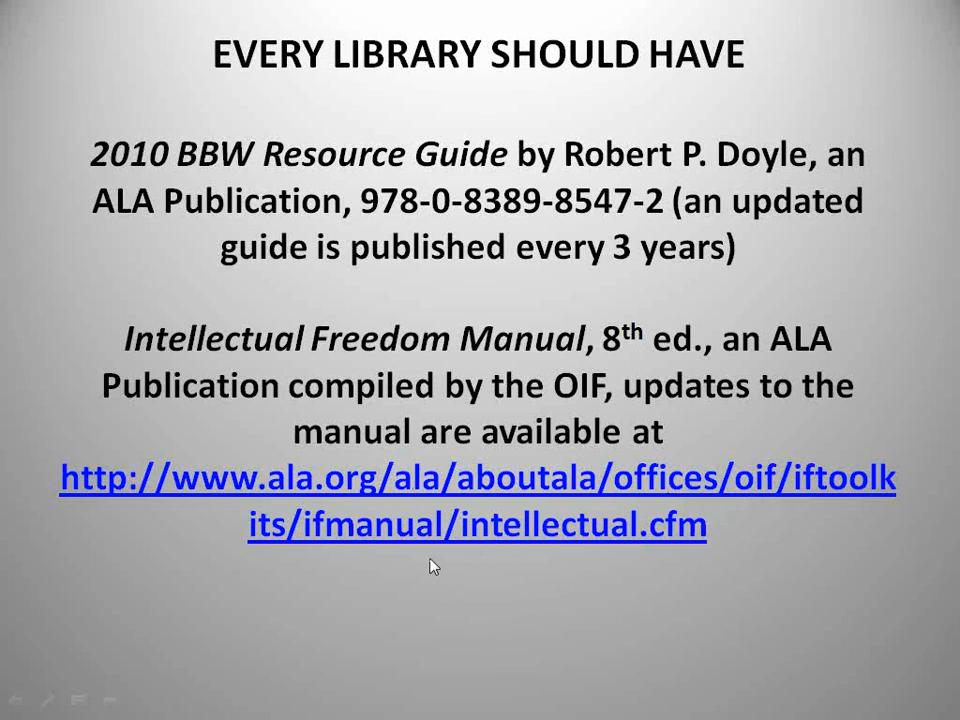 EVERY LIBRARY SHOULD HAVE
2010 BBW Resource Guide by Robert P. Doyle, an
ALA Publication, 978-0-8389-8547-2 (an updated
guide is published every 3 years)
Intellectual Freedom Manual, 8th ed., an ALA
Publication compiled by the OIF, updates to the
manual are available at
http://www.ala.org/ala/aboutala/offices/oif/iftoolk
its/ifmanual/intellectual.cfm